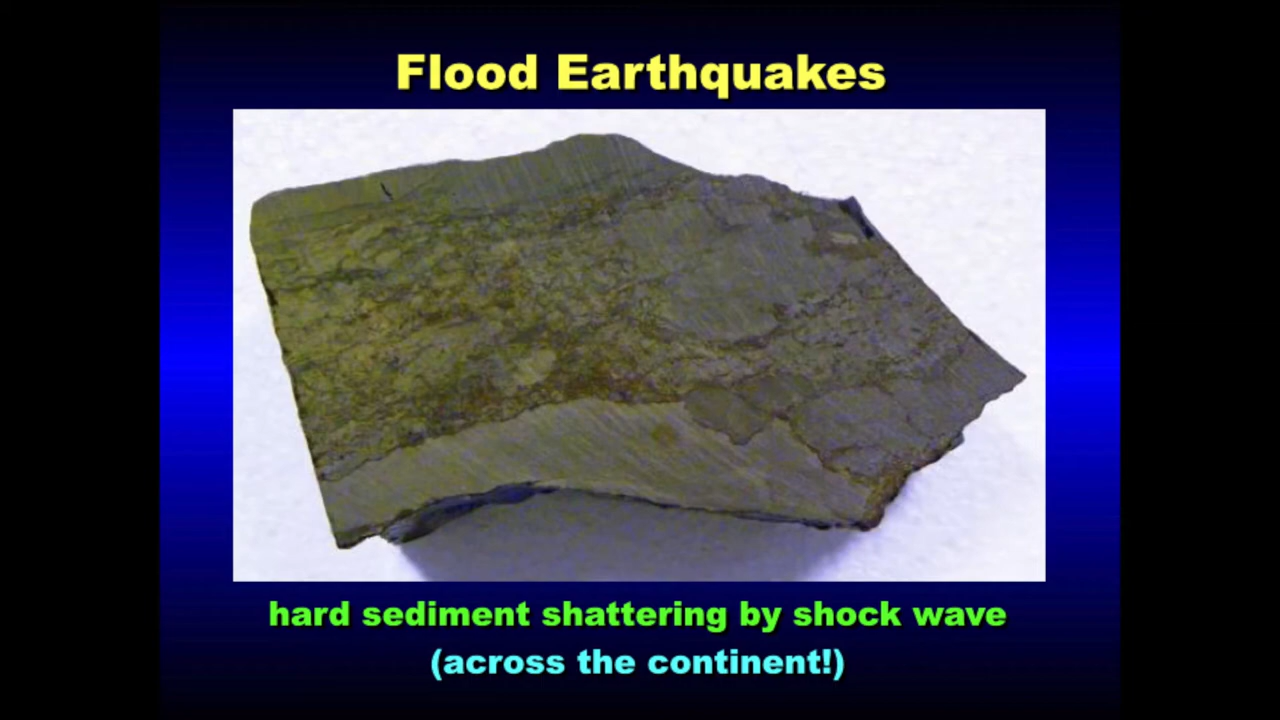 Flood Earthquakes
hard sediment shattering by shock wave
(across the continent!)